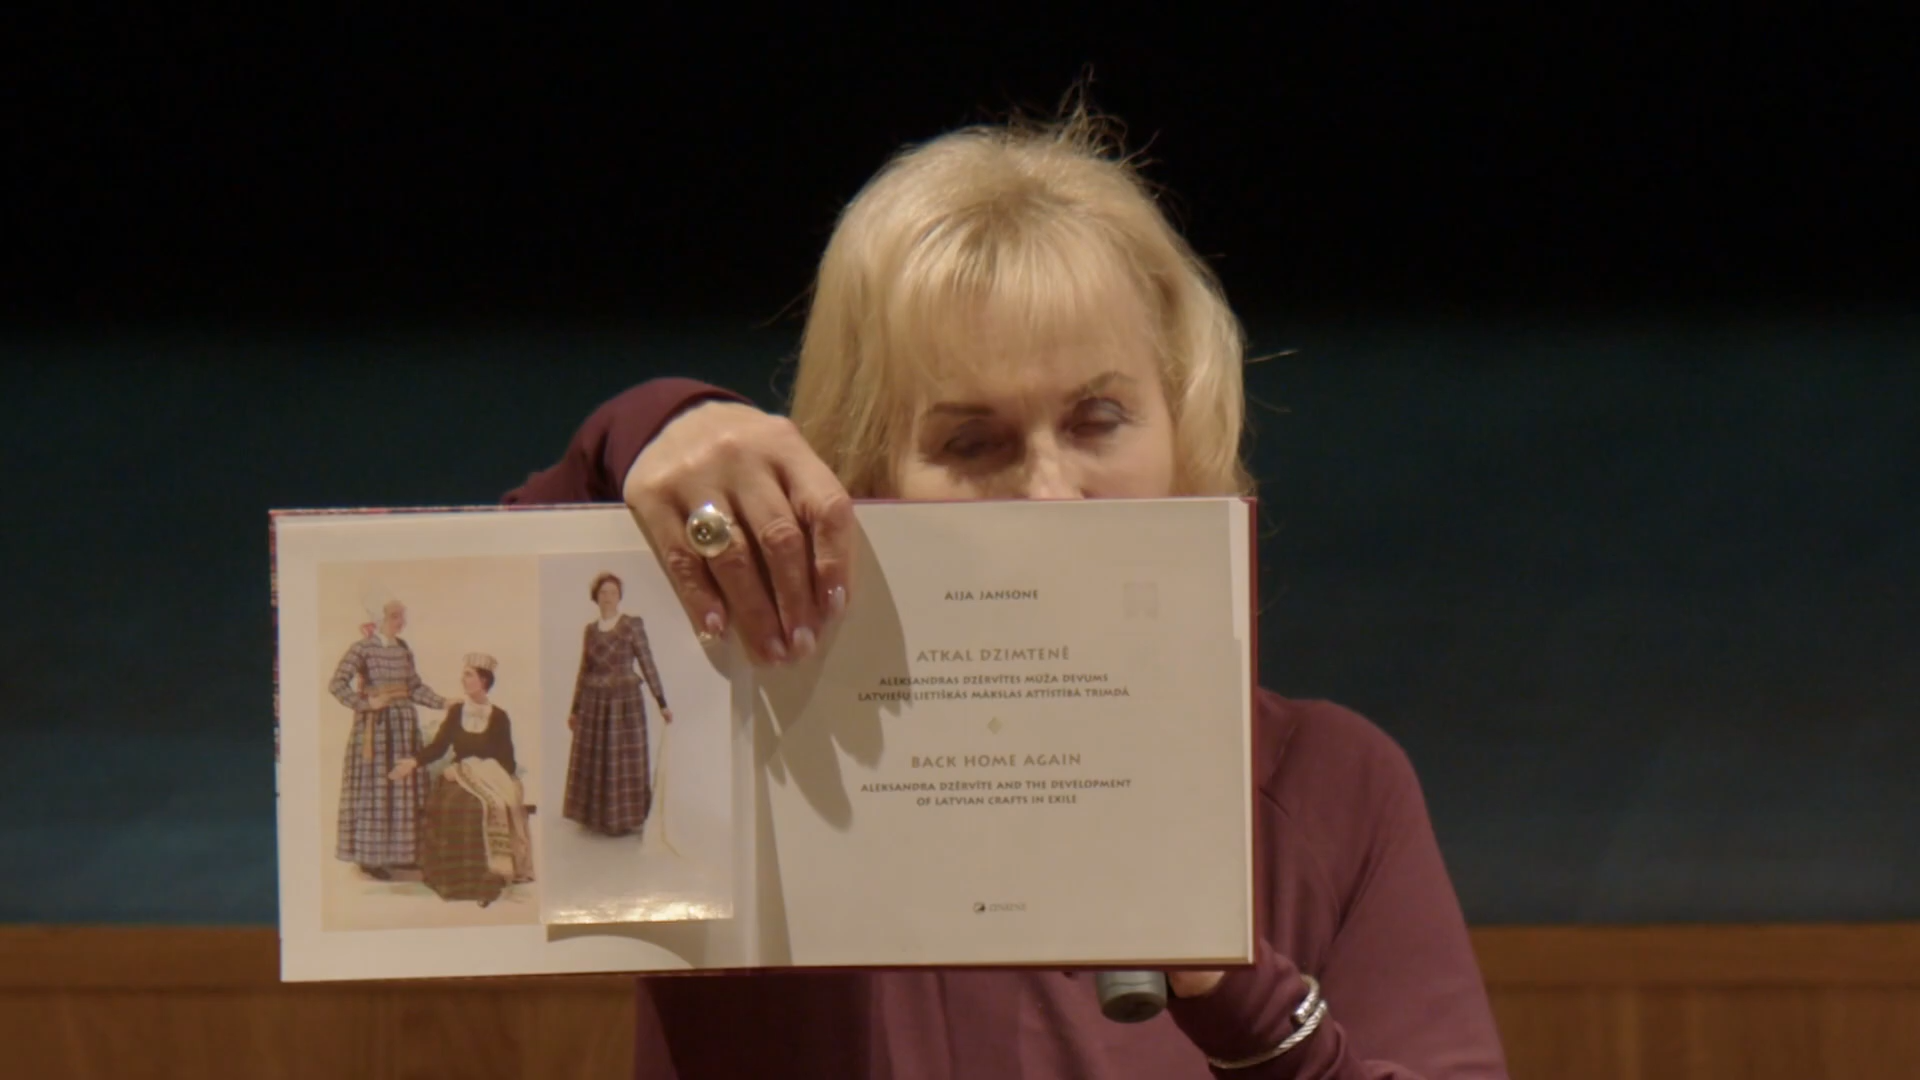 AIJA JANSONE
ATKAL DZIMTENĒ
ALEKSANDRAS DZĒRVĪTES MŪŽA DEVUMS
LATVIEŠU LIETIŠĶĀS MĀKSLAS ATTĪSTĪBĀ TRIMDĀ
BACK HOME AGAIN
ALEKSANDRA DZĒRVĪTE AND THE DEVELOPMENT
OF LATVIAN CRAFTS IN EXILE
ZINĀTNE